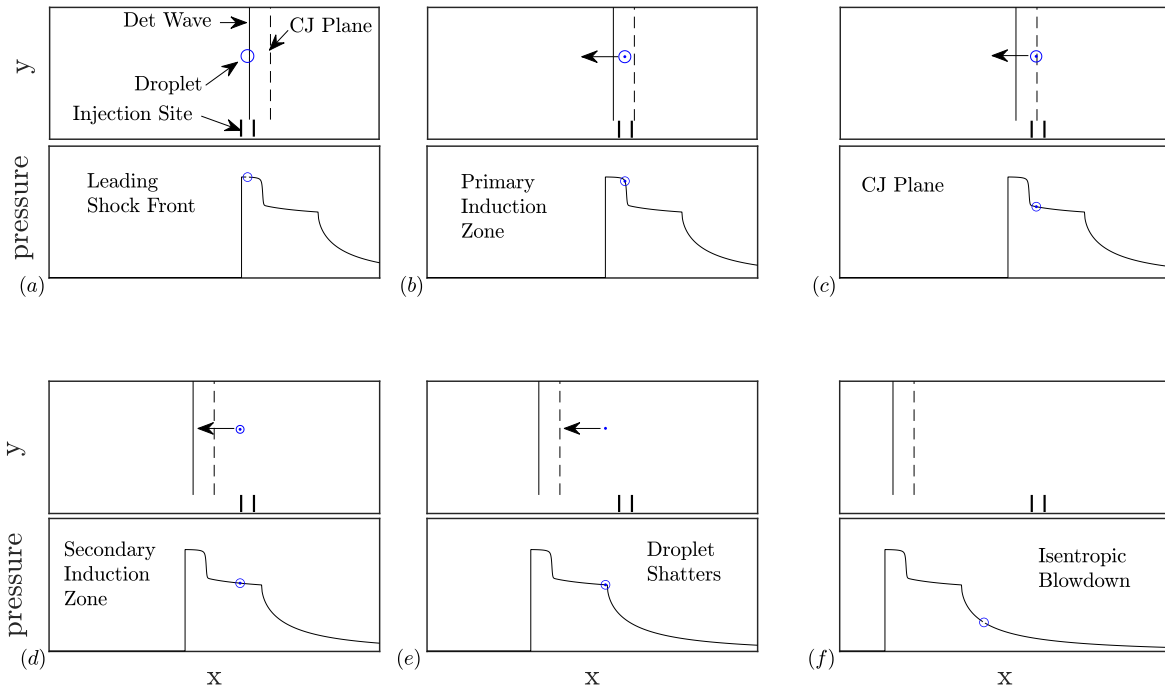 Det Wave
CJ Plane
Droplet
Injection Site
y
Leading
Shock Front
pressure
(a)
Primary
Induction
Zone
(b)
CJ Plane
(c)
y
Secondary
Induction
Zone
pressure
(d)
x
Droplet
Shatters
(e)
x
Isentropic
Blowdown
(f)
x